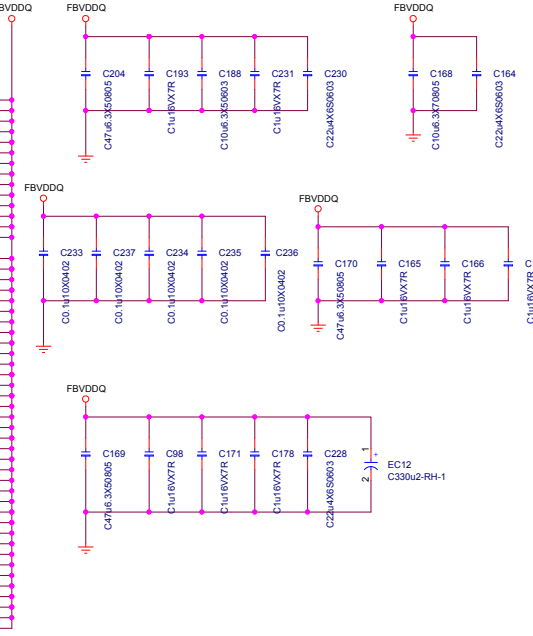 BVDDQ
FBVDDQ
FBVDDQ
C204
C47u6.3X50805
C193
C1u16VX7R
C188
C10u6.3X50603
C231
C1u16VX7R
C230
C22u4X6S0603
C168
C10u6.3X70805
C164
C22u4X6S0603
FBVDDQ
C233
C0.1u10X0402
C237
C0.1u10X0402
C234
C0.1u10X0402
C235
C0.1u10X0402
C236
C0.1u10X0402
FBVDDQ
C170
C47u6.3X50805
C165
C1u16VX7R
C166
C1u16VX7R
C1u16VX7R
FBVDDQ
C169
C47u6.3X50805
C98
C1u16VX7R
C171
C1u16VX7R
C178
C1u16VX7R
C228
C22u4X6S0603
1
+
2
EC12
C330u2-RH-1